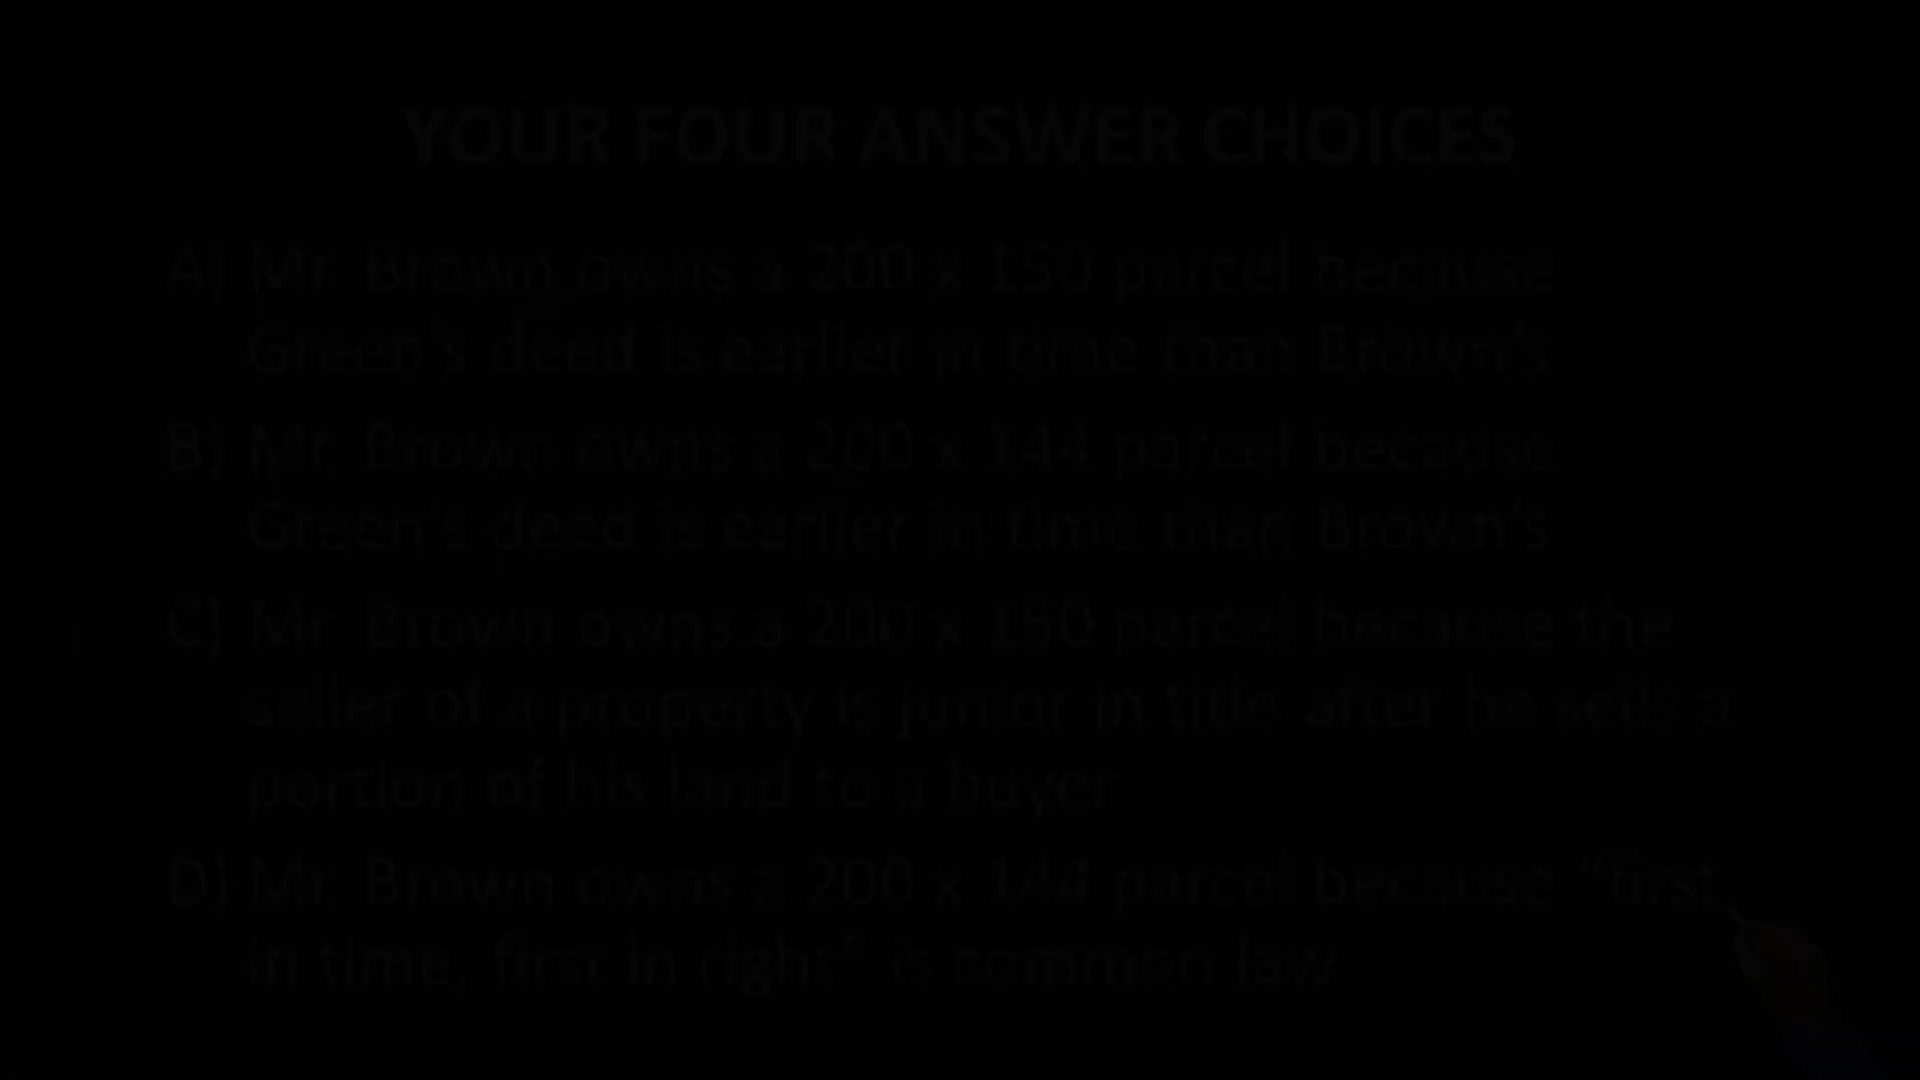 YOUR FOUR ANSWER CHOICES
A) Mr. Brown owns a 200 x 150 parcel because
Green's deed is earlier in time than Brown's
B) Mr. Brown owns a 200 x 144 parcel because
Green's deed is earlier in time than Brown's
C) Mr. Brown owns a 200 x 150 parcel because the
seller of a property is junior in title after he sells a
portion of his land to a buyer
D) Mr. Brown owns a 200 x 144 parcel because "first
in time, first in right" is common law